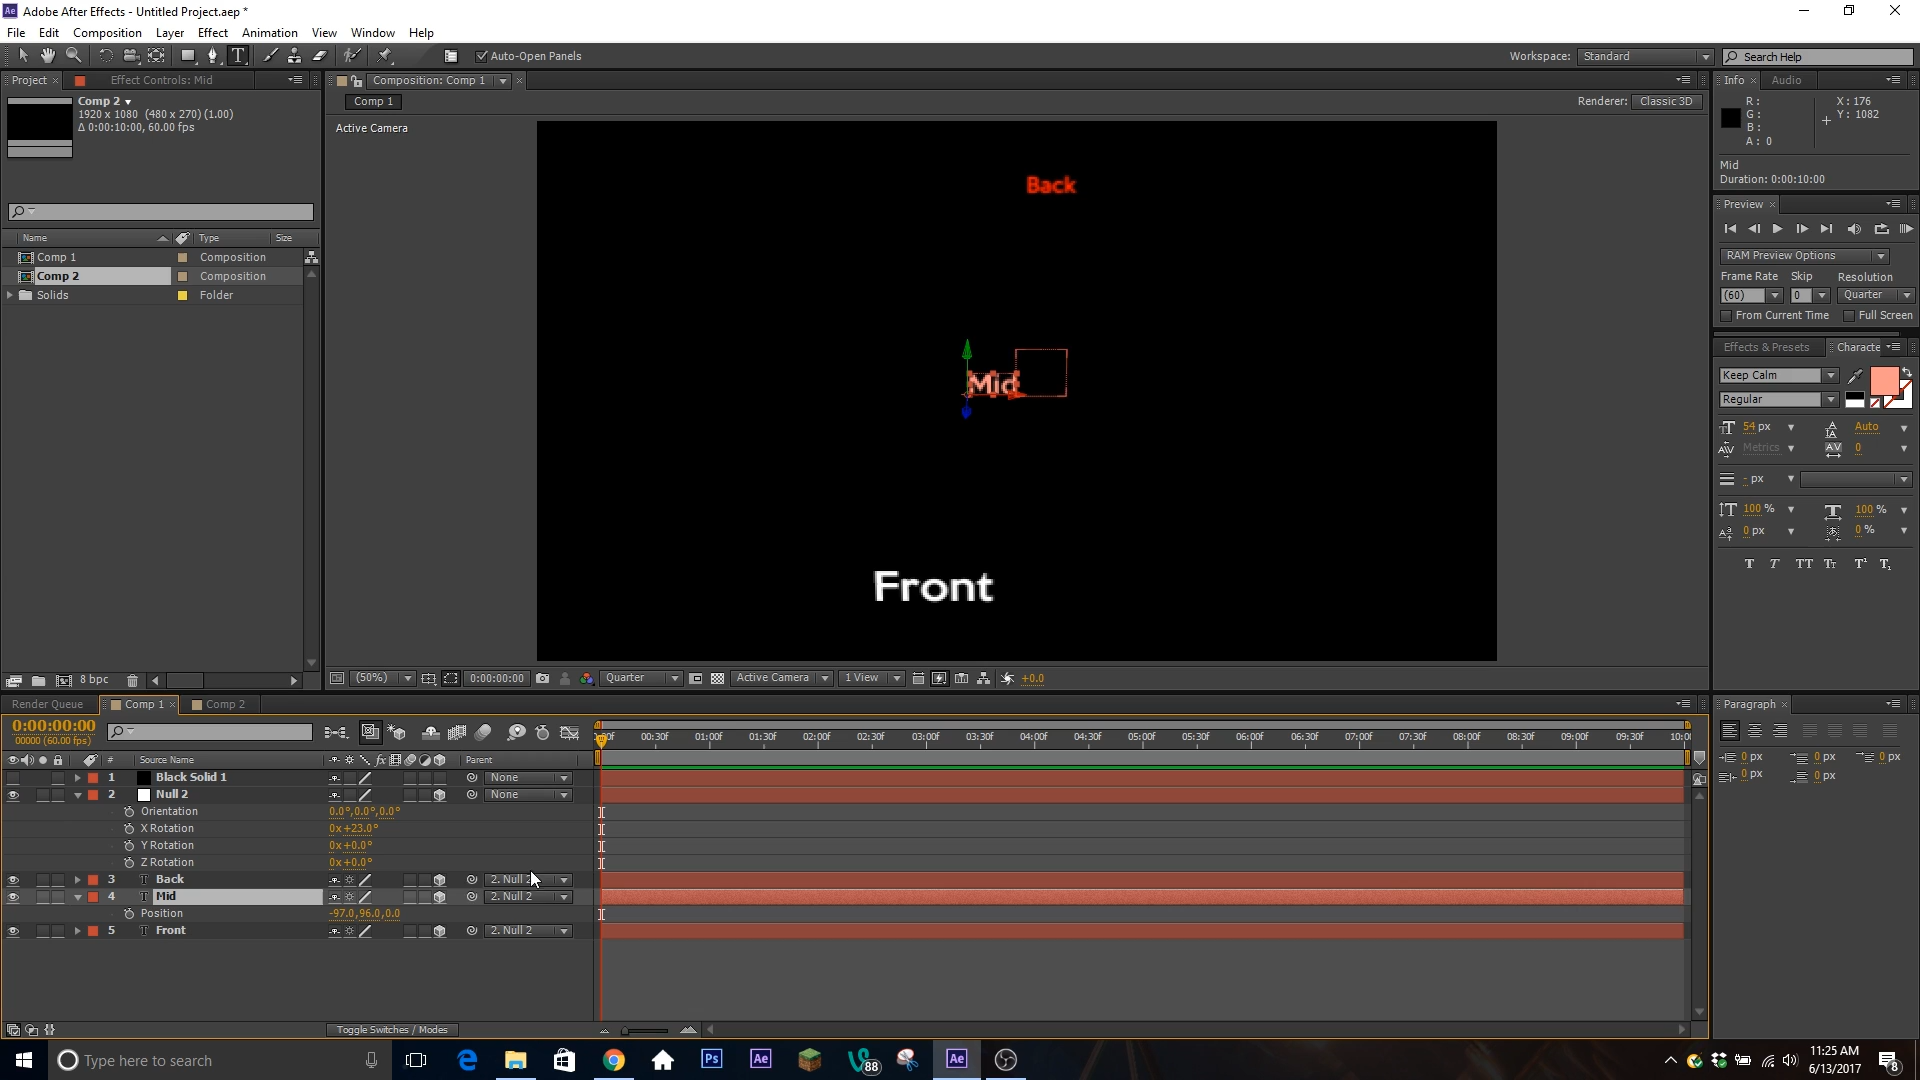 Adobe After Effects - Untitled Project.aep *
File Edit Composition Layer Effect Animation View Window Help
Auto-Open Panels
Workspace: Standard
Search Help
Project
Effect Controls: Mid
Composition: Comp 1
Info
Audio
Comp 2
1920 x 1080 (480 x 270) (1.00)
Δ 0:00:10:00, 60.00 fps
Comp 1
Renderer: Classic 3D
Active Camera
R:
G:
B:
A: 0
X: 176
Y: 1082
Mid
Duration: 0:00:10:00
Back
Mid
Front
Preview
RAM Preview Options
Frame Rate Skip Resolution
(60) 0 Quarter
From Current Time Full Screen
Name Type Size
Comp 1 Composition
Comp 2 Composition
Solids Folder
8 bpc
Effects & Presets
Characte
Keep Calm
Regular
54 px Auto
Metrics 0
- px
100 % 100 %
0 px 0 %
T T TT Tt T¹ T₁
(50%) 0:00:00:00 Quarter Active Camera 1 View +0.0
Render Queue Comp 1 Comp 2
0:00:00:00
00000 (60.00 fps)
00:30f 01:00f 01:30f 02:00f 02:30f 03:00f 03:30f 04:00f 04:30f 05:00f 05:30f 06:00f 06:30f 07:00f 07:30f 08:00f 08:30f 09:00f 09:30f 10:0
# Source Name fx Parent
1 Black Solid 1 None
2 Null 2 None
Orientation 0.0°,0.0°,0.0°
X Rotation 0x+23.0°
Y Rotation 0x+0.0°
Z Rotation 0x+0.0°
3 T Back 2. Null 2
4 T Mid 2. Null 2
Position -97.0,96.0,0.0
5 T Front 2. Null 2
Toggle Switches / Modes
Paragraph
0 px 0 px 0 px
0 px 0 px
Type here to search
Ps Ae 88 Ae
11:25 AM
6/13/2017
8